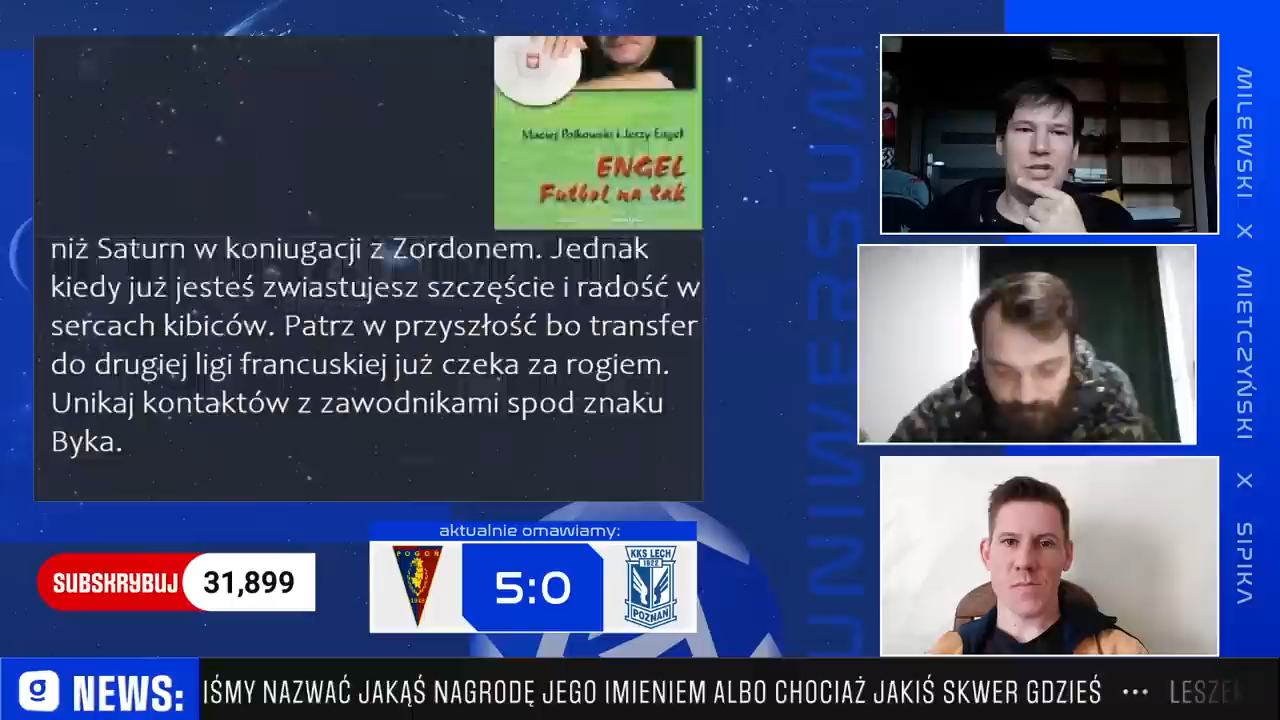 Maciej Polkowski i Jerzy Engel
ENGEL
Futbol na tak
niż Saturn w koniugacji z Zordonem. Jednak
kiedy już jesteś zwiastujesz szczęście i radość w
sercach kibiców. Patrz w przyszłość bo transfer
do drugiej ligi francuskiej już czeka za rogiem.
Unikaj kontaktów z zawodnikami spod znaku
Byka.
aktualnie omawiamy:
POGOŃ
5:0
KKS LECH
1922
POZNAŃ
SUBSKRYBUJ 31,899
UNIWERSUM
MILEWSKI X MIETCZYŃSKI X SIPIKA
g NEWS: IŚMY NAZWAĆ JAKĄŚ NAGRODĘ JEGO IMIENIEM ALBO CHOCIAŻ JAKIŚ SKWER GDZIEŚ ••• LESZE